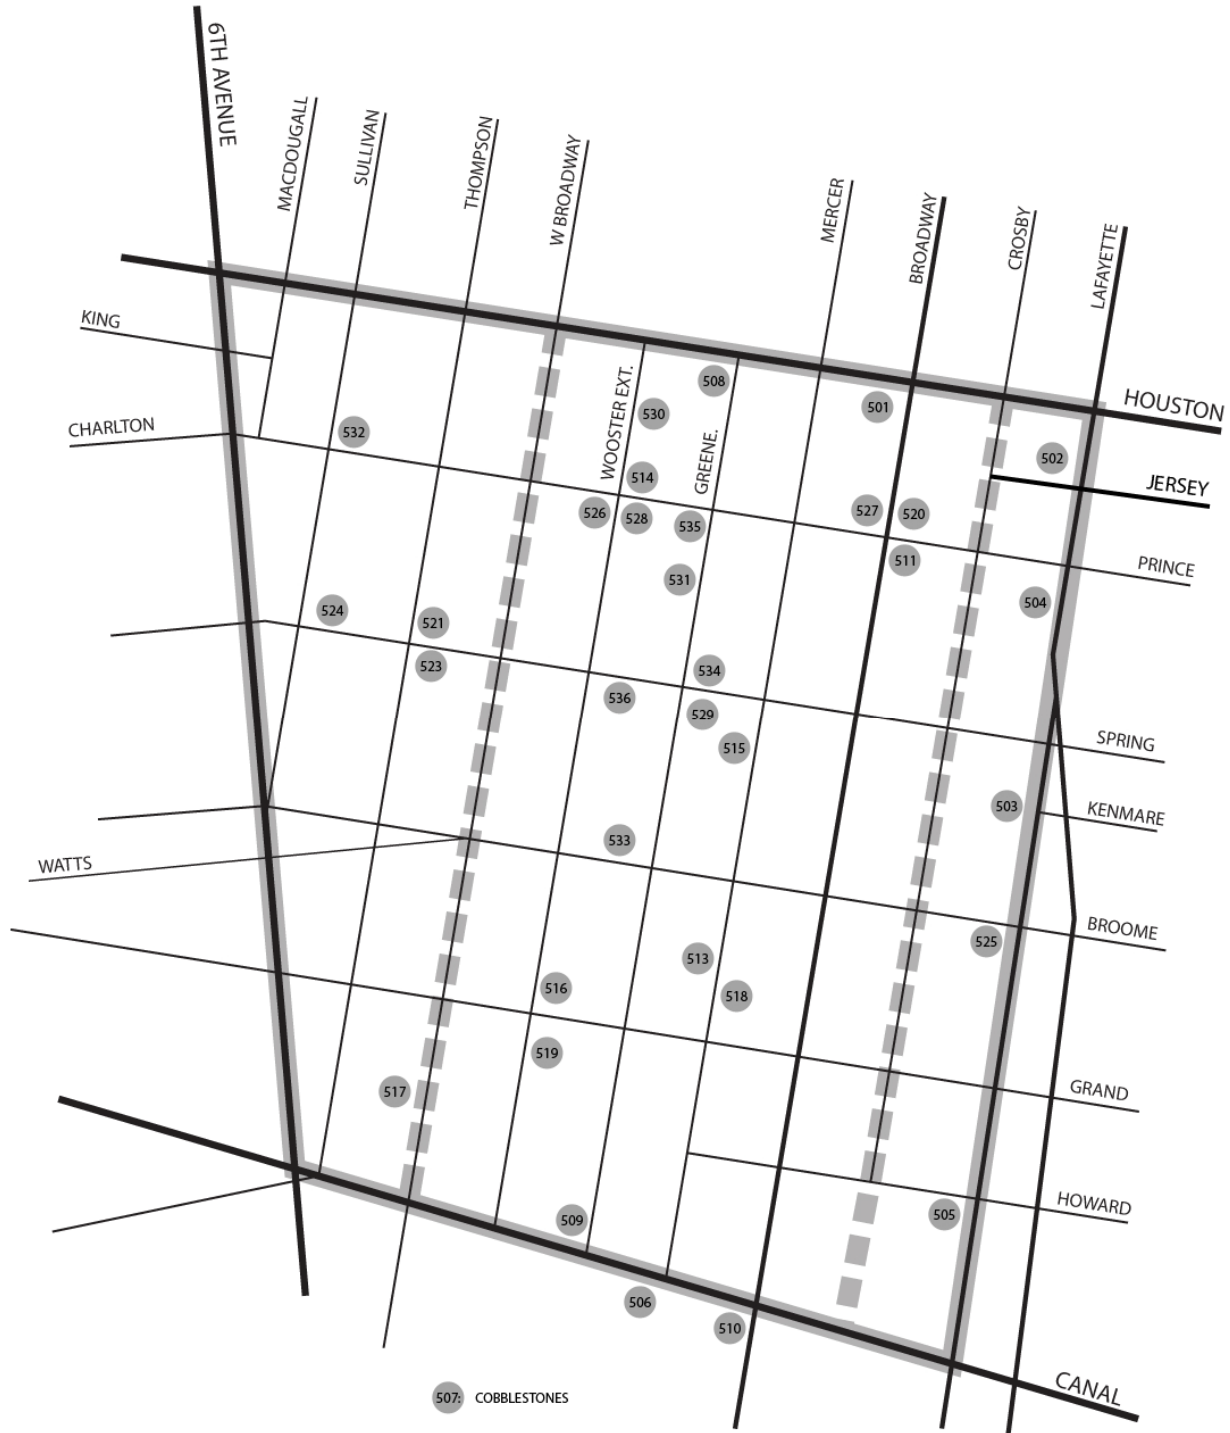 6TH AVENUE
MACDOUGALL
SULLIVAN
THOMPSON
W BROADWAY
MERCER
BROADWAY
CROSBY
LAFAYETTE
KING
CHARLTON
WOOSTER EXT.
GREENE.
HOUSTON
JERSEY
PRINCE
508
530
501
532
502
514
526
528
535
527
520
511
531
504
524
521
523
534
536
529
515
SPRING
503
KENMARE
533
WATTS
BROOME
525
513
516
518
519
517
GRAND
HOWARD
505
509
506
510
CANAL
507: COBBLESTONES